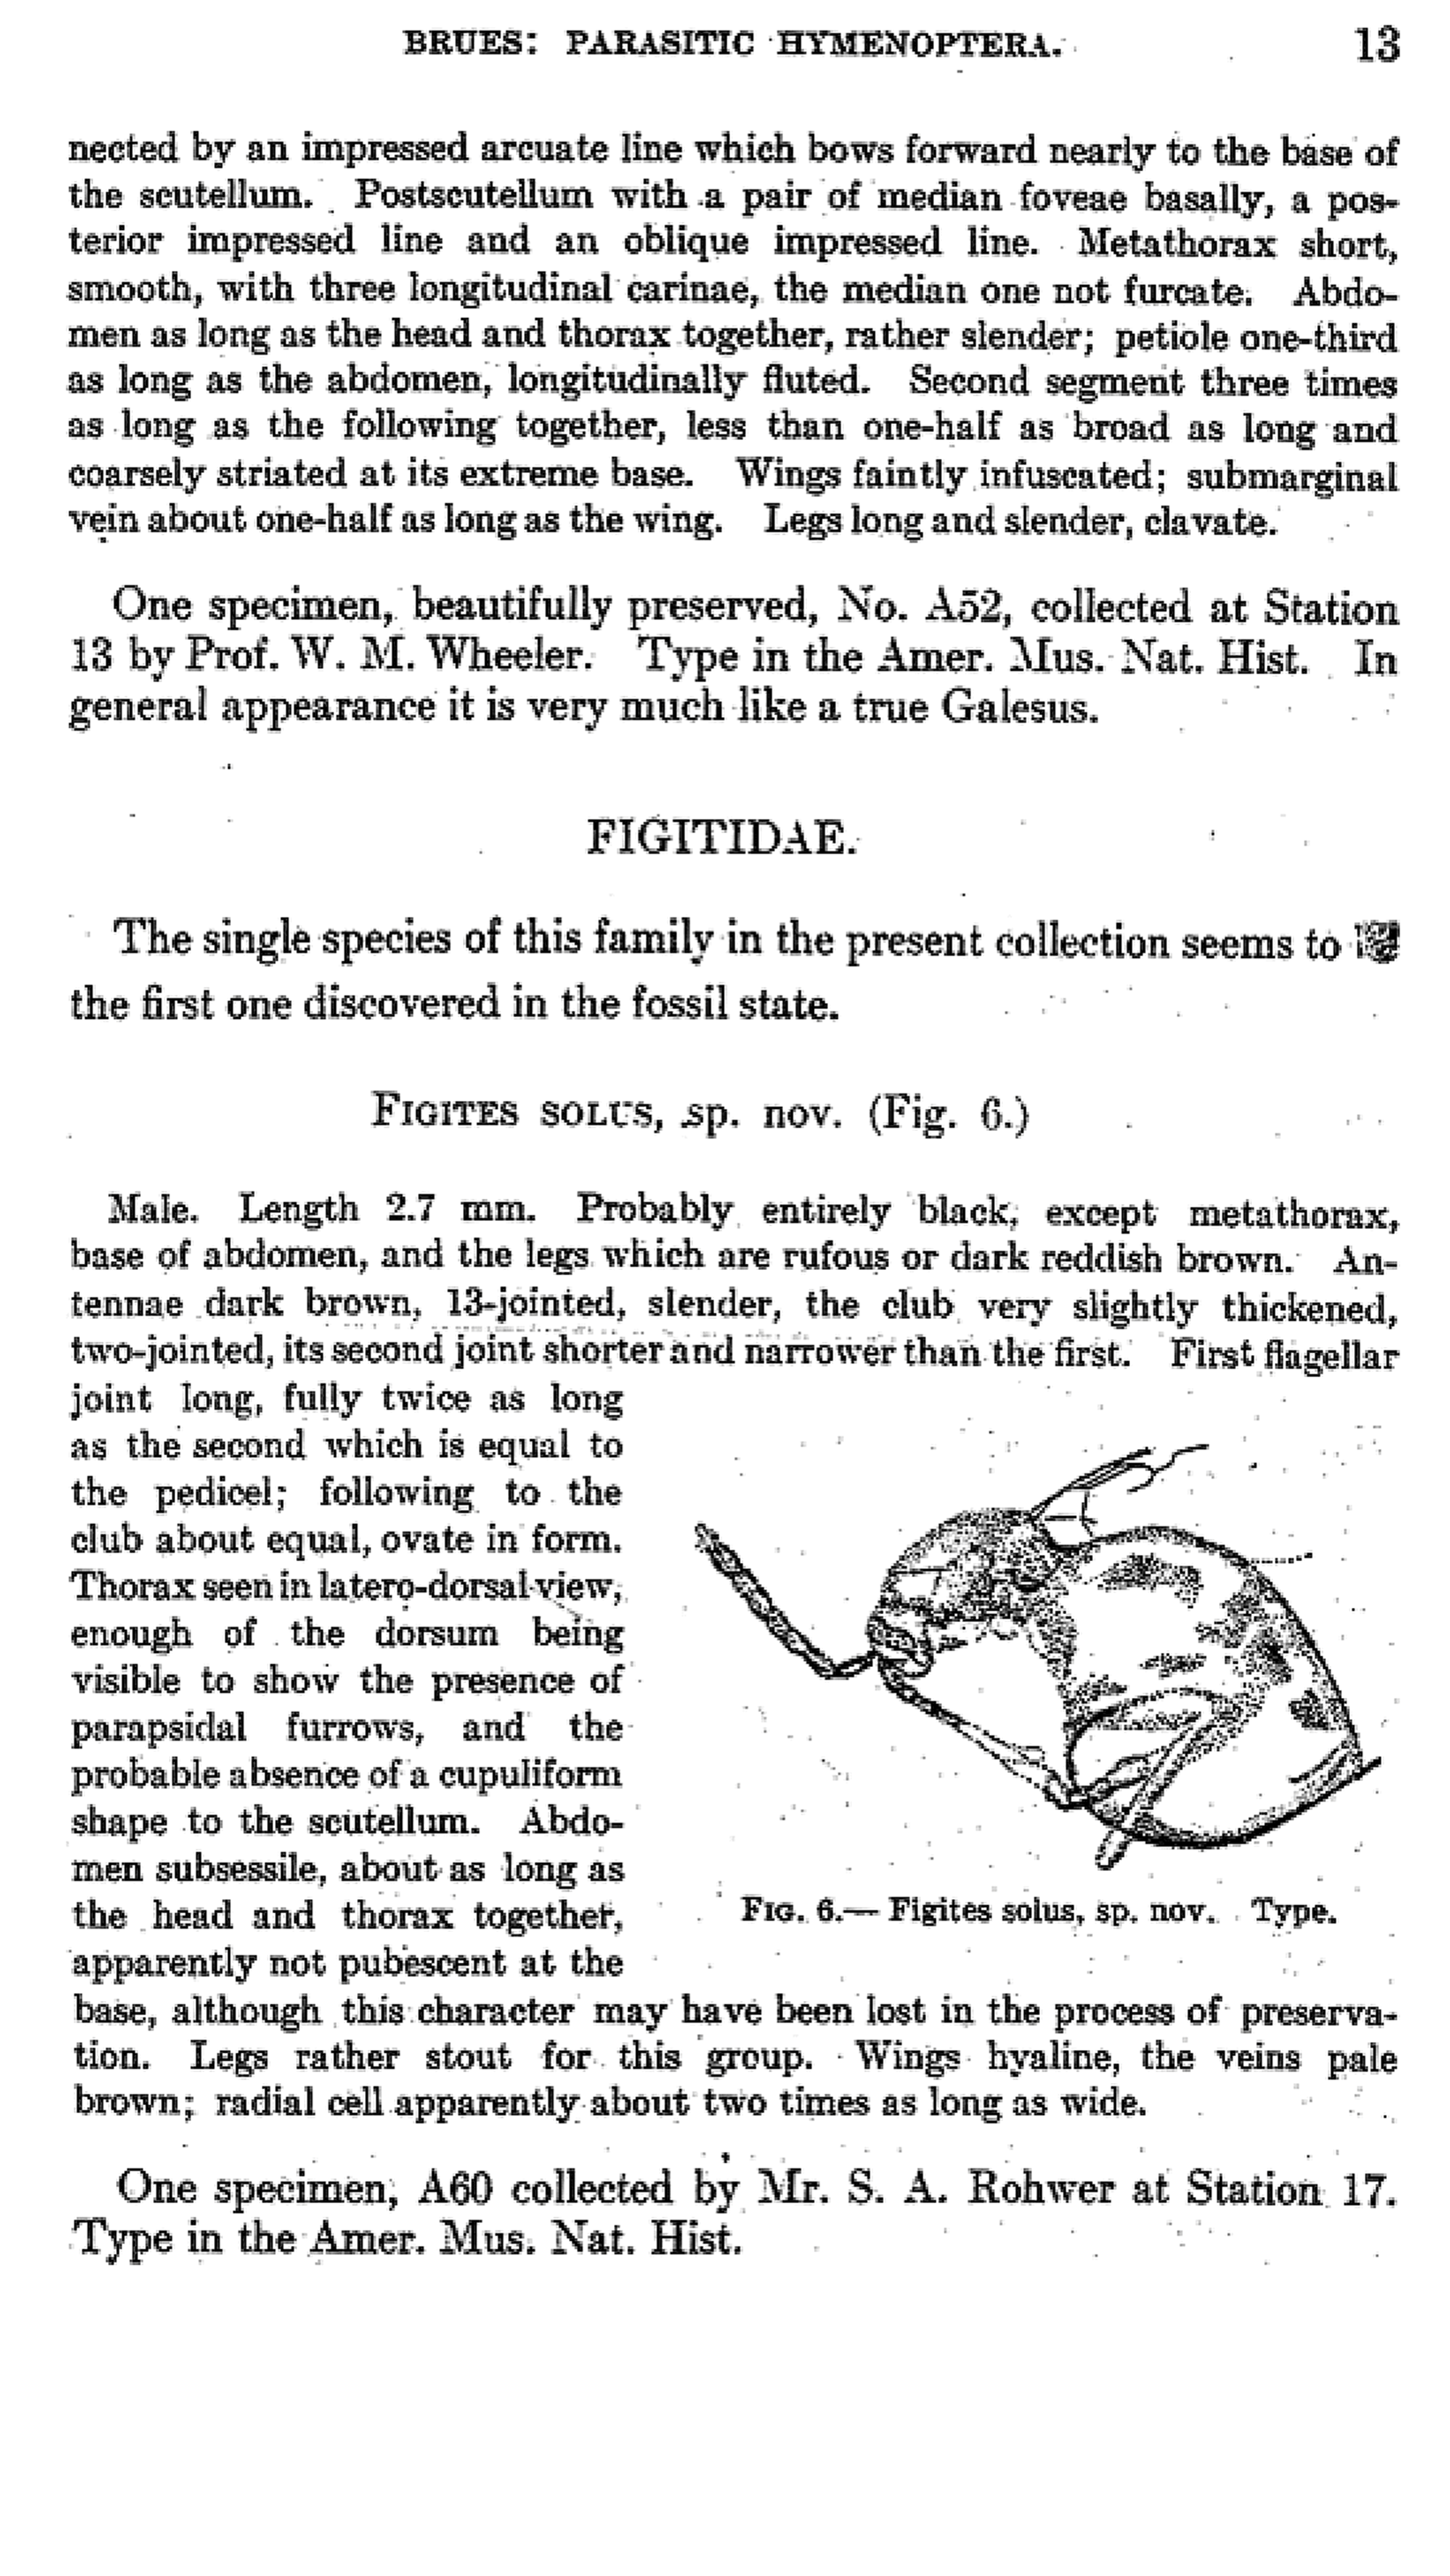 BRUES: PARASITIC HYMENOPTERA. 13
nected by an impressed arcuate line which bows forward nearly to the base of
the scutellum. Postscutellum with a pair of median foveae basally, a pos-
terior impressed line and an oblique impressed line. Metathorax short,
smooth, with three longitudinal carinae, the median one not furcate. Abdo-
men as long as the head and thorax together, rather slender; petiole one-third
as long as the abdomen, longitudinally fluted. Second segment three times
as long as the following together, less than one-half as broad as long and
coarsely striated at its extreme base. Wings faintly infuscated; submarginal
vein about one-half as long as the wing. Legs long and slender, clavate.
One specimen, beautifully preserved, No. A52, collected at Station
13 by Prof. W. M. Wheeler. Type in the Amer. Mus. Nat. Hist. In
general appearance it is very much like a true Galesus.
FIGITIDAE.
The single species of this family in the present collection seems to
the first one discovered in the fossil state.
FIGITES SOLUS, sp. nov. (Fig. 6.)
Male. Length 2.7 mm. Probably entirely black, except metathorax,
base of abdomen, and the legs which are rufous or dark reddish brown. An-
tennae dark brown, 13-jointed, slender, the club very slightly thickened,
two-jointed, its second joint shorter and narrower than the first. First flagellar
joint long, fully twice as long
as the second which is equal to
the pedicel; following to the
club about equal, ovate in form.
Thorax seen in latero-dorsal view,
enough of the dorsum being
visible to show the presence of
parapsidal furrows, and the
probable absence of a cupuliform
shape to the scutellum. Abdo-
men subsessile, about as long as
the head and thorax together,
apparently not pubescent at the
base, although this character may have been lost in the process of preserva-
tion. Legs rather stout for this group. Wings hyaline, the veins pale
brown; radial cell apparently about two times as long as wide.
FIG. 6.— Figites solus, sp. nov. Type.
One specimen, A60 collected by Mr. S. A. Rohwer at Station 17.
Type in the Amer. Mus. Nat. Hist.